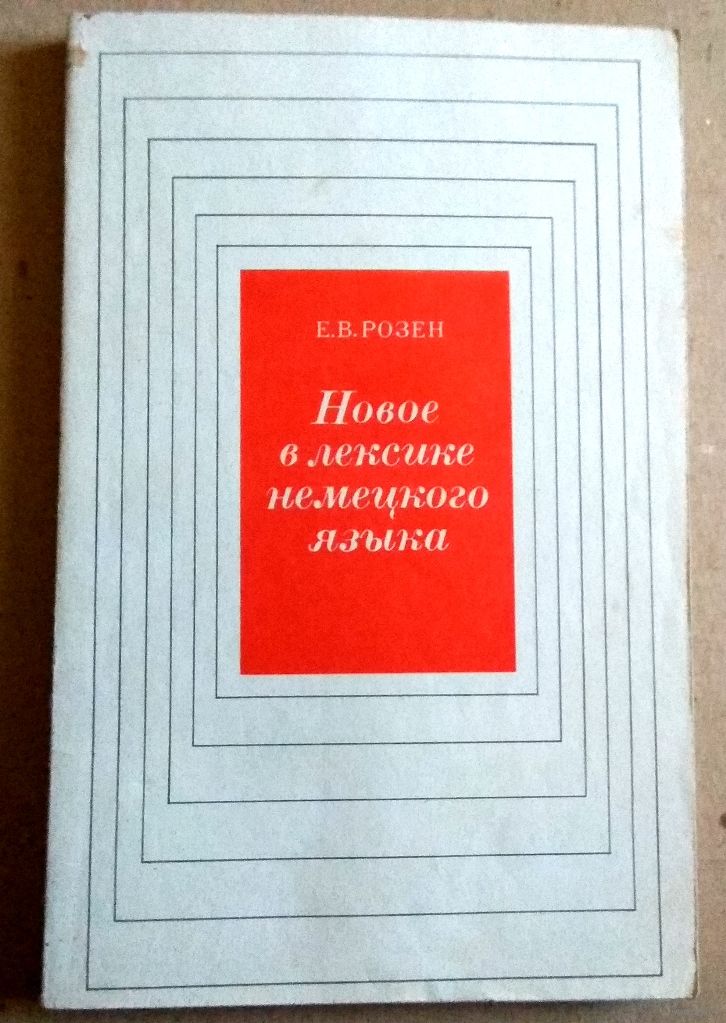 Е.В.РОЗЕН
Новое
в лексике
немецкого
языка